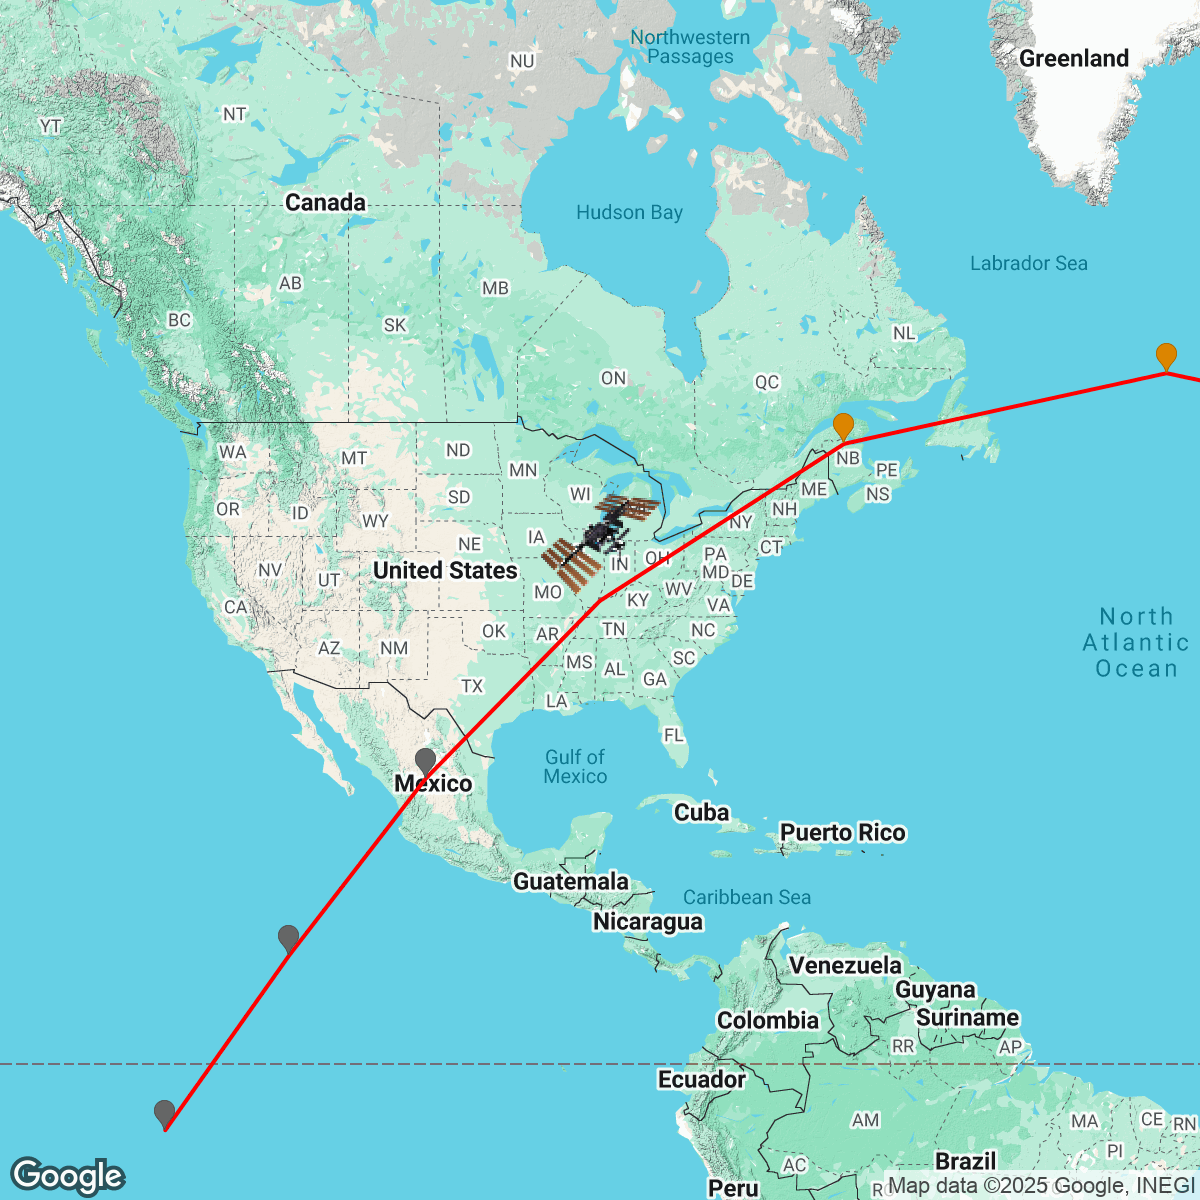 Northwestern
Passages
Greenland
NU
NT
YT
Canada
Hudson Bay
Labrador Sea
AB
MB
BC
SK
NL
ON
QC
WA
MT
ND
MN
NB
PE
OR
ID
SD
WI
ME
NS
WY
NH
NY
IA
NE
CT
PA
OH
IN
NV
UT
United States
MD
DE
MO
WV
KY
CA
VA
North
Atlantic
Ocean
OK
AR
TN
NC
AZ
NM
MS
AL
SC
GA
TX
LA
FL
Gulf of
Mexico
Mexico
Cuba
Puerto Rico
Guatemala
Caribbean Sea
Nicaragua
Venezuela
Guyana
Suriname
Colombia
RR
AP
Ecuador
AM
MA
CE
RN
PI
AC
Brazil
Peru
RO
Google
Map data ©2025 Google, INEGI